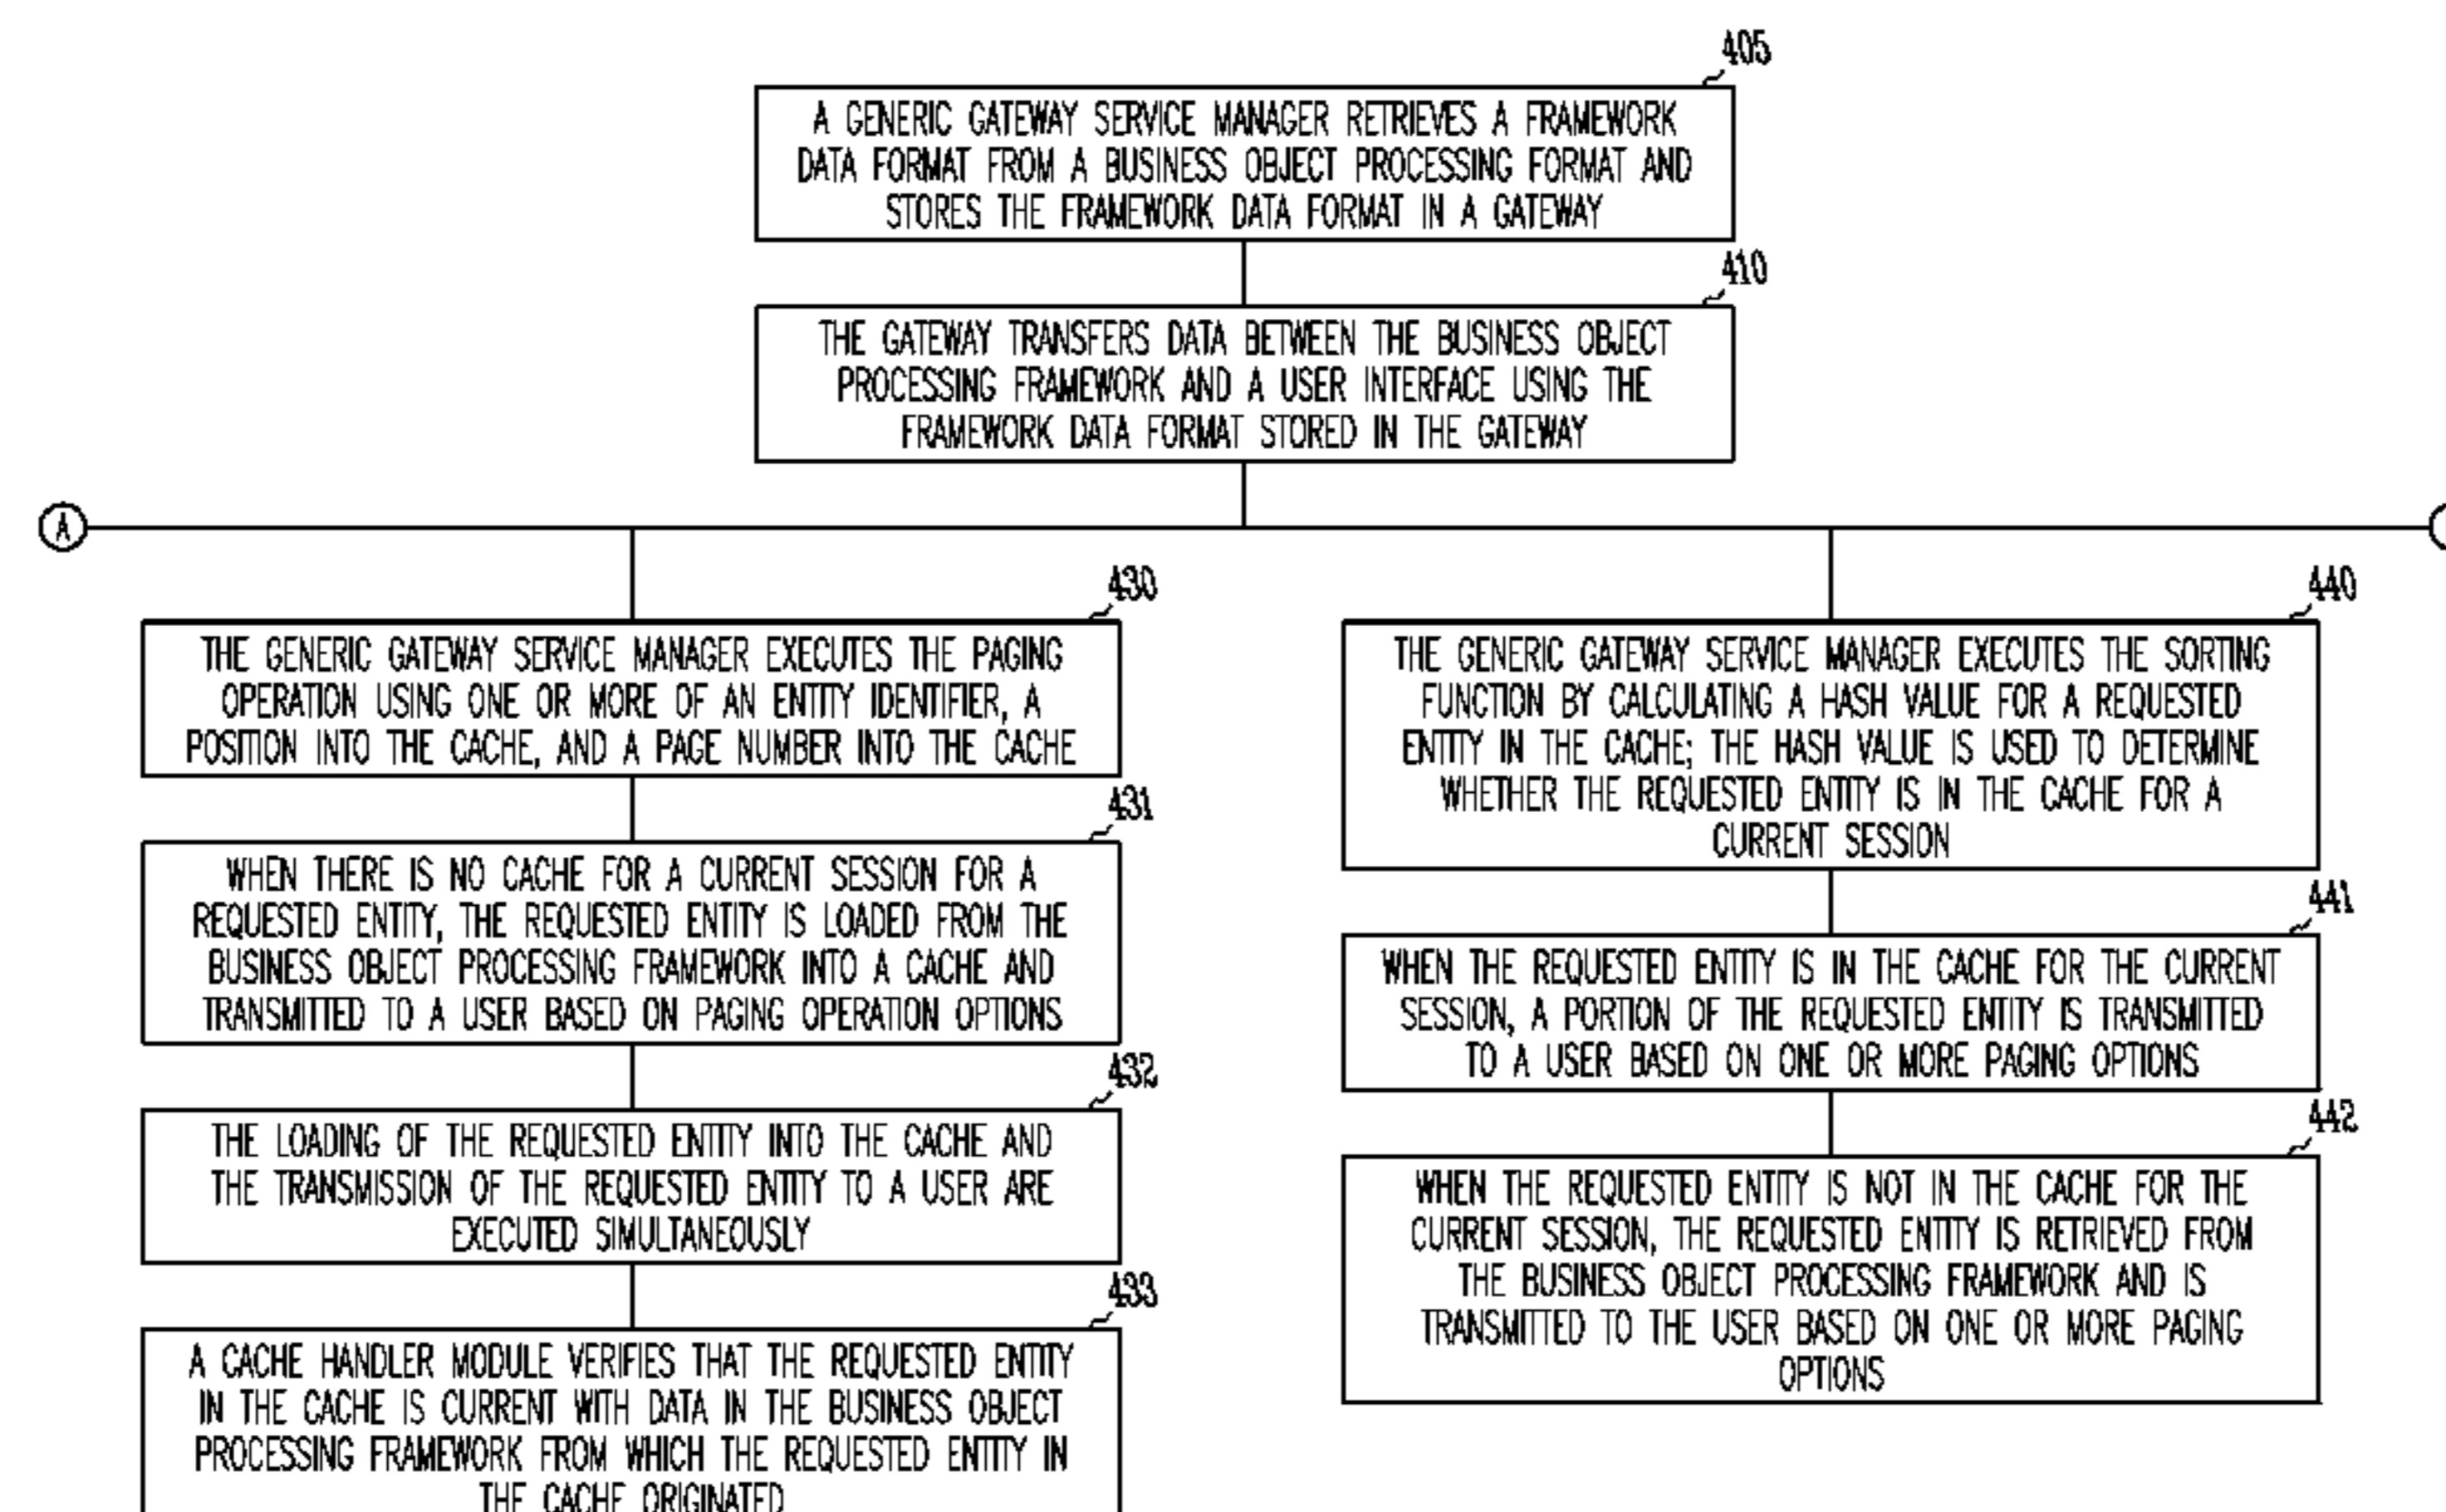 405
A GENERIC GATEWAY SERVICE MANAGER RETRIEVES A FRAMEWORK
DATA FORMAT FROM A BUSINESS OBJECT PROCESSING FORMAT AND
STORES THE FRAMEWORK DATA FORMAT IN A GATEWAY
410
THE GATEWAY TRANSFERS DATA BETWEEN THE BUSINESS OBJECT
PROCESSING FRAMEWORK AND A USER INTERFACE USING THE
FRAMEWORK DATA FORMAT STORED IN THE GATEWAY
A
430
THE GENERIC GATEWAY SERVICE MANAGER EXECUTES THE PAGING
OPERATION USING ONE OR MORE OF AN ENTITY IDENTIFIER, A
POSITION INTO THE CACHE, AND A PAGE NUMBER INTO THE CACHE
431
WHEN THERE IS NO CACHE FOR A CURRENT SESSION FOR A
REQUESTED ENTITY, THE REQUESTED ENTITY IS LOADED FROM THE
BUSINESS OBJECT PROCESSING FRAMEWORK INTO A CACHE AND
TRANSMITTED TO A USER BASED ON PAGING OPERATION OPTIONS
432
THE LOADING OF THE REQUESTED ENTITY INTO THE CACHE AND
THE TRANSMISSION OF THE REQUESTED ENTITY TO A USER ARE
EXECUTED SIMULTANEOUSLY
433
A CACHE HANDLER MODULE VERIFIES THAT THE REQUESTED ENTITY
IN THE CACHE IS CURRENT WITH DATA IN THE BUSINESS OBJECT
PROCESSING FRAMEWORK FROM WHICH THE REQUESTED ENTITY IN
THE CACHE ORIGINATED
440
THE GENERIC GATEWAY SERVICE MANAGER EXECUTES THE SORTING
FUNCTION BY CALCULATING A HASH VALUE FOR A REQUESTED
ENTITY IN THE CACHE; THE HASH VALUE IS USED TO DETERMINE
WHETHER THE REQUESTED ENTITY IS IN THE CACHE FOR A
CURRENT SESSION
441
WHEN THE REQUESTED ENTITY IS IN THE CACHE FOR THE CURRENT
SESSION, A PORTION OF THE REQUESTED ENTITY IS TRANSMITTED
TO A USER BASED ON ONE OR MORE PAGING OPTIONS
442
WHEN THE REQUESTED ENTITY IS NOT IN THE CACHE FOR THE
CURRENT SESSION, THE REQUESTED ENTITY IS RETRIEVED FROM
THE BUSINESS OBJECT PROCESSING FRAMEWORK AND IS
TRANSMITTED TO THE USER BASED ON ONE OR MORE PAGING
OPTIONS